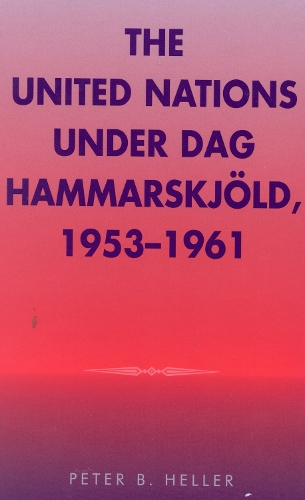 THE
UNITED NATIONS
UNDER DAG
HAMMARSKJÖLD,
1953–1961
PETER B. HELLER